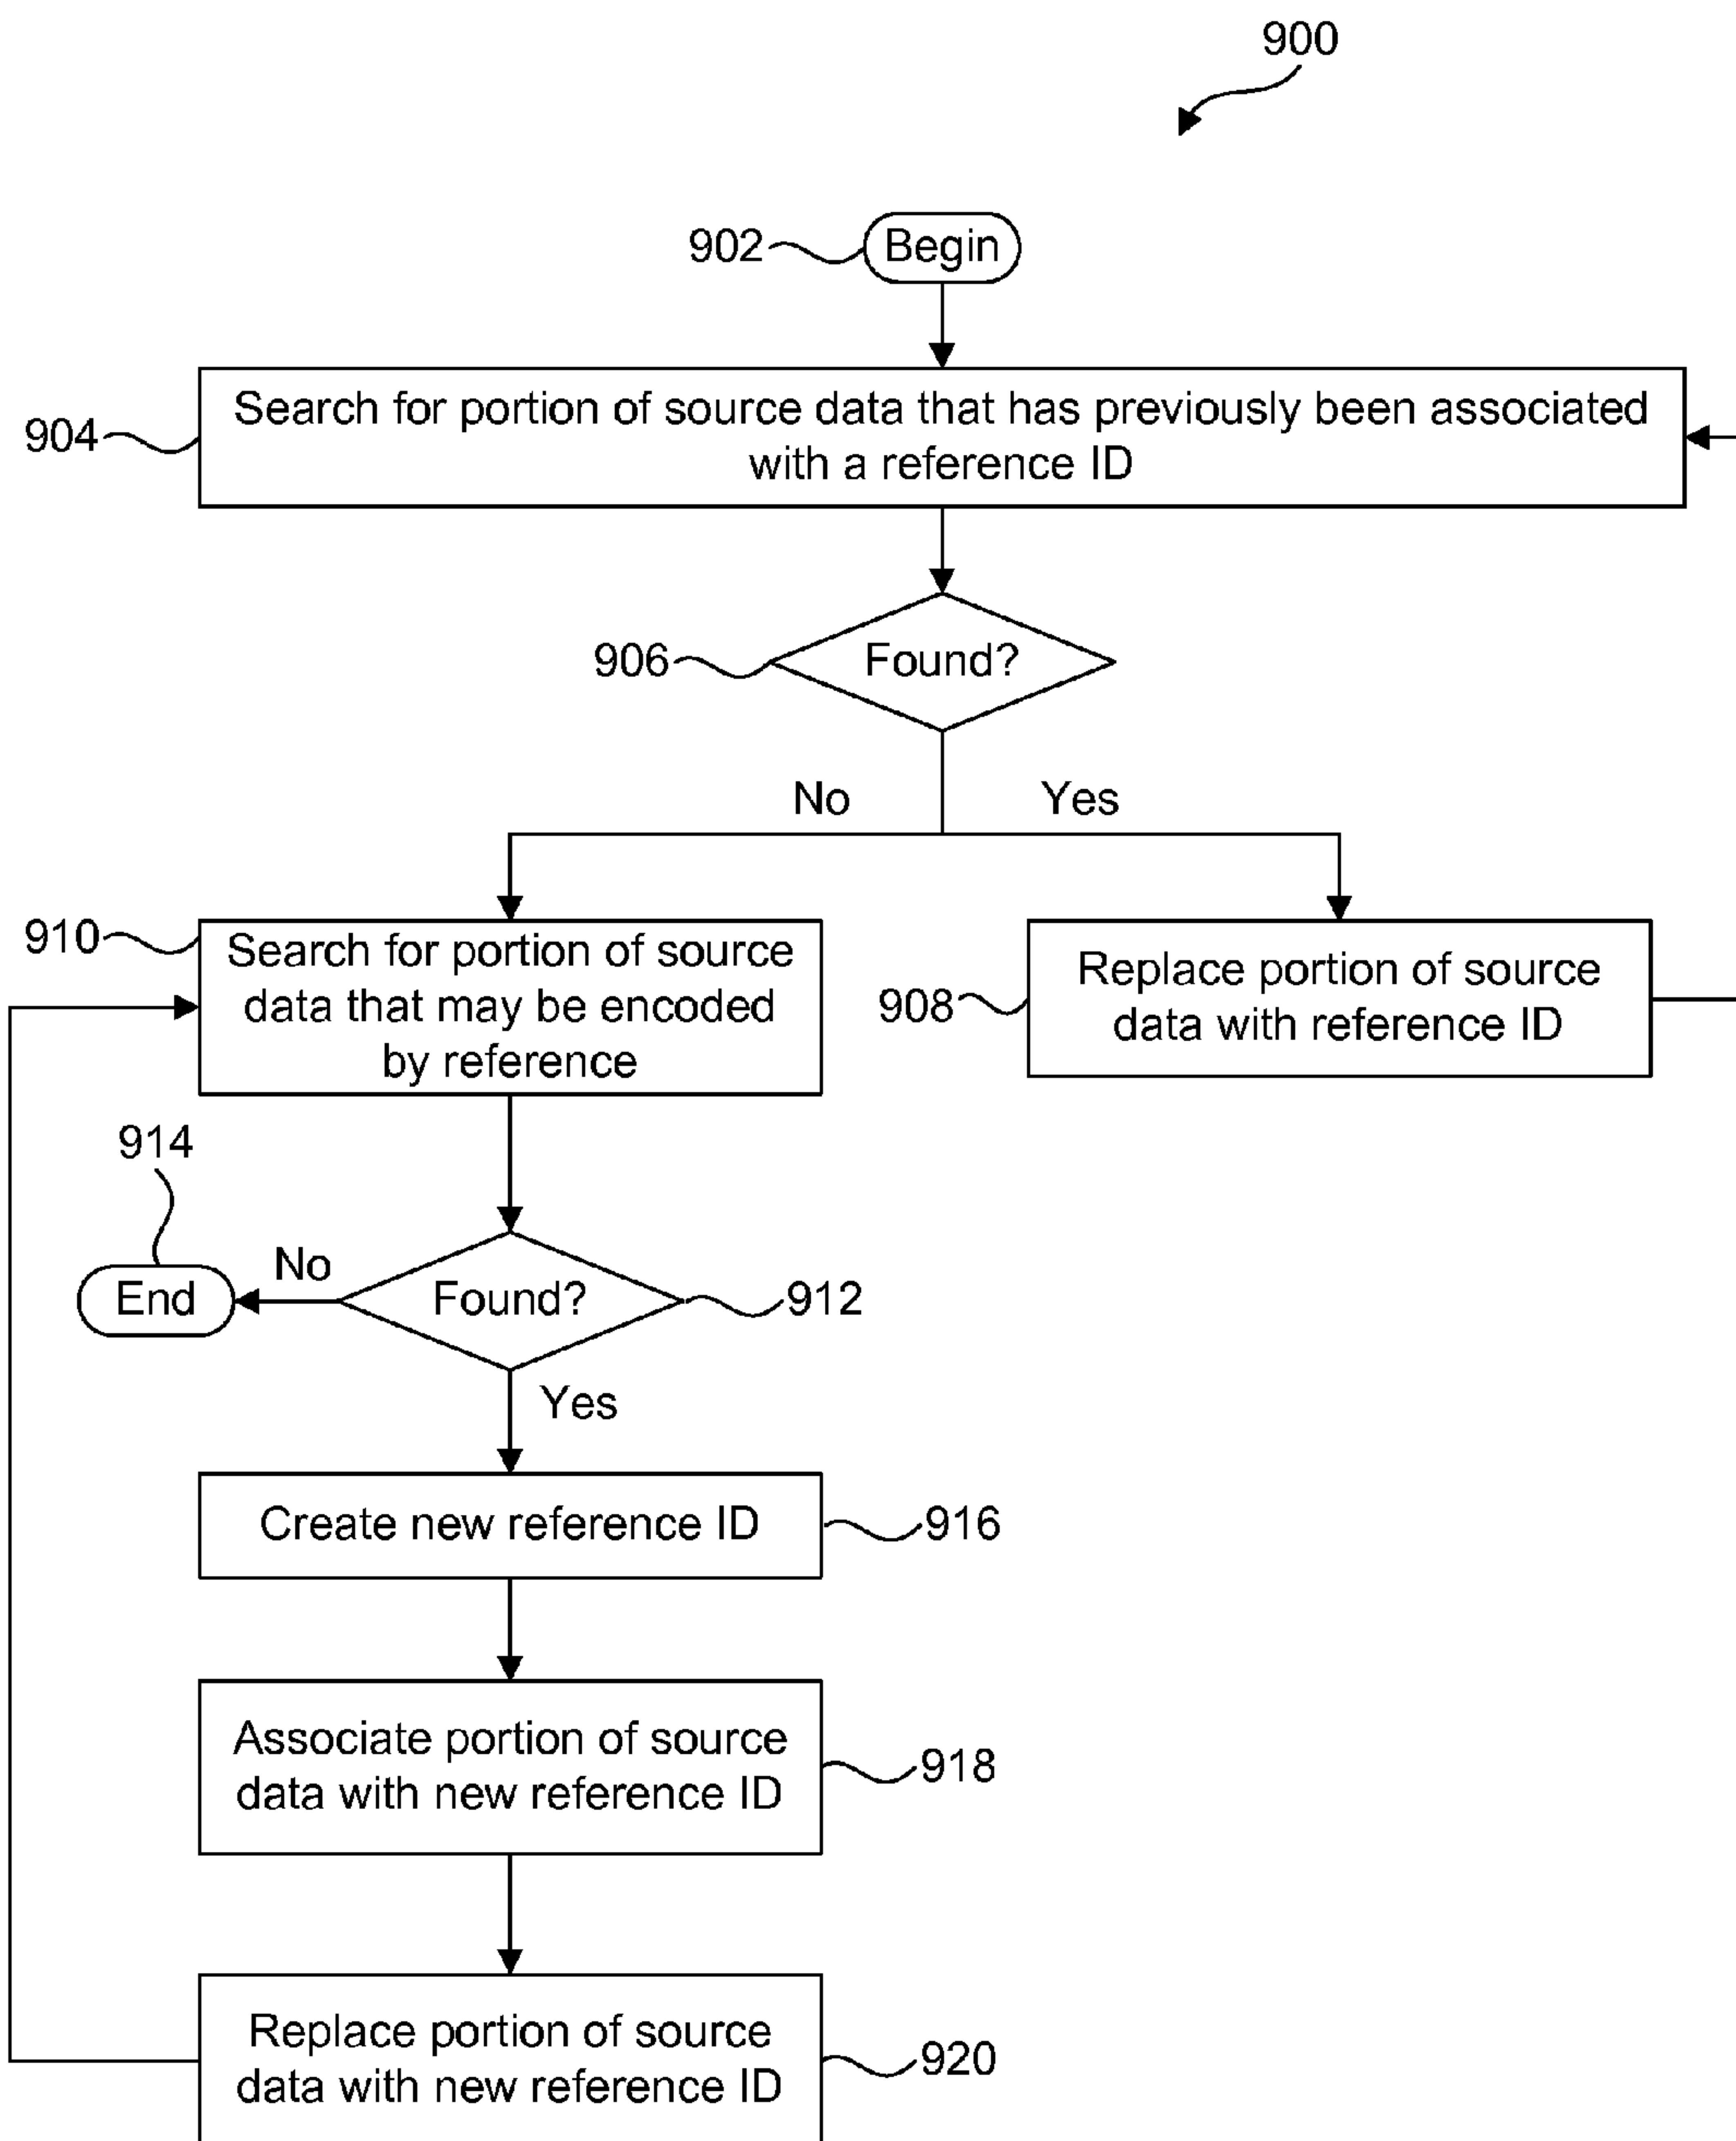 900
902
Begin
904
Search for portion of source data that has previously been associated
with a reference ID
906
Found?
No
Yes
910
Search for portion of source
data that may be encoded
by reference
908
Replace portion of source
data with reference ID
914
End
No
Found?
912
Yes
Create new reference ID
916
Associate portion of source
data with new reference ID
918
Replace portion of source
data with new reference ID
920